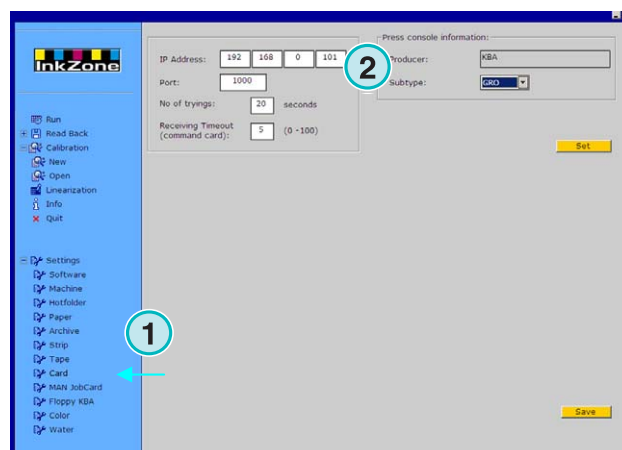 InkZone
Run
Read Back
Calibration
New
Open
Linearization
Info
Quit
Settings
Software
Machine
Hotfolder
Paper
Archive
Strip
Tape
Card
MAN JobCard
Floppy KBA
Color
Water
1
IP Address: 192 168 0 101
Port: 1000
No of tryings: 20 seconds
Receiving Timeout
(command card): 5 (0 -100)
2
Press console information:
Producer: KBA
Subtype: GRO
Set
Save